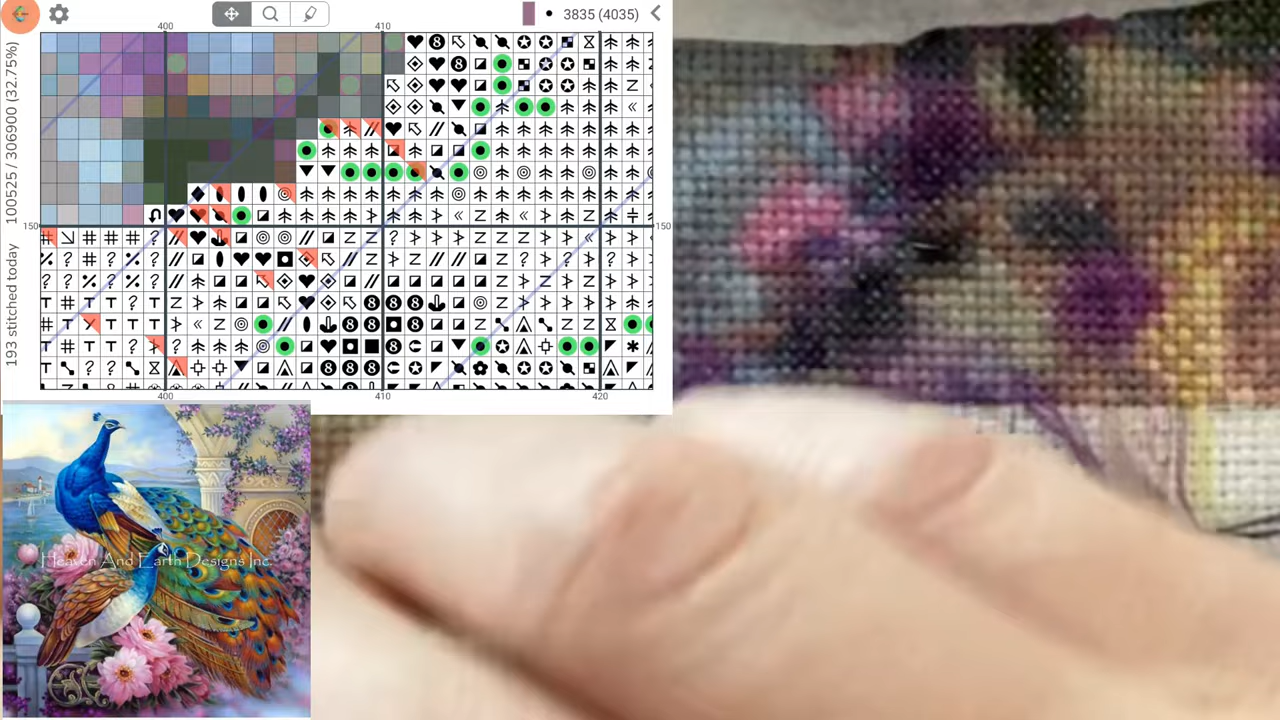 3835 (4035)
400
410
100525 / 306900 (32.75%)
150
150
193 stitched today
400
410
420
Heaven And Earth Designs Inc.